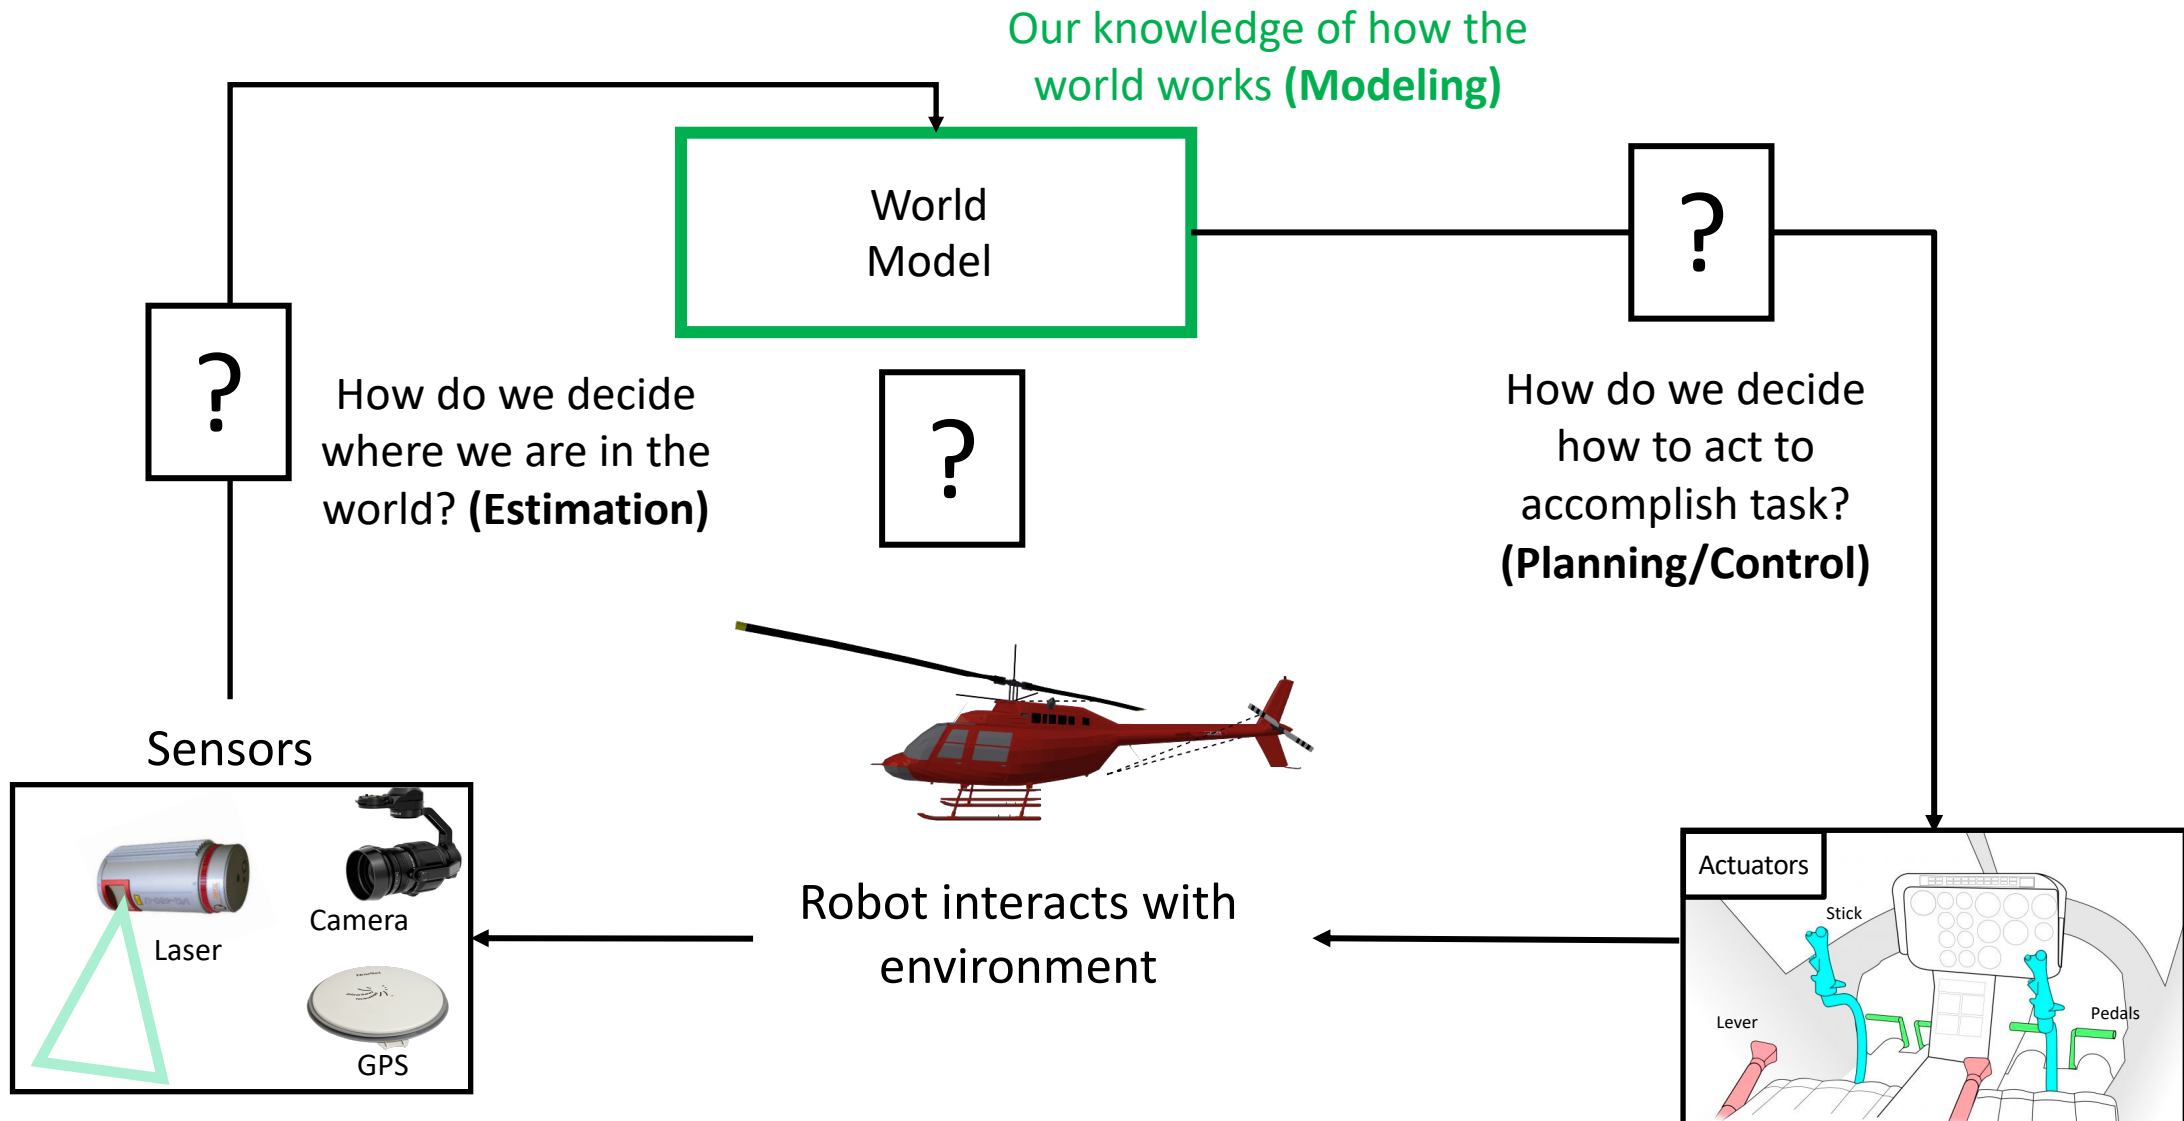 Our knowledge of how the
world works (Modeling)
World
Model
?
?
How do we decide
where we are in the
world? (Estimation)
?
How do we decide
how to act to
accomplish task?
(Planning/Control)
Sensors
Camera
Laser
GPS
Robot interacts with
environment
Actuators
Stick
Lever
Pedals